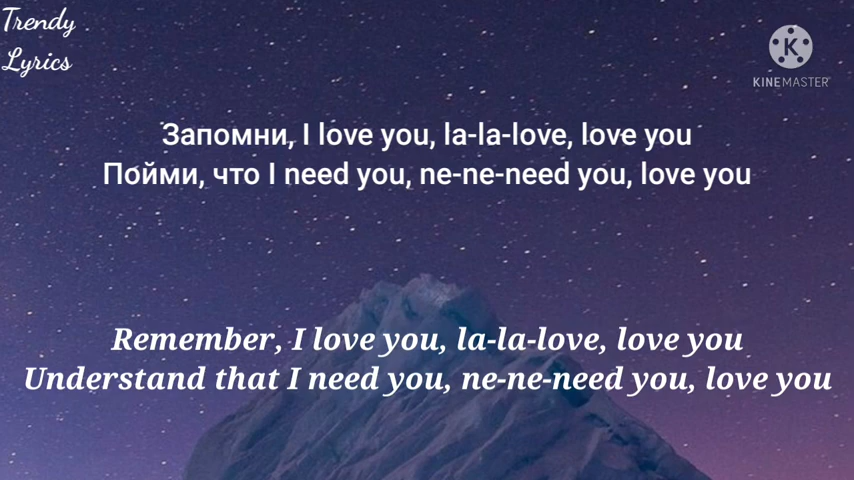 Trendy
Lyrics
K
KINEMASTER
Запомни, I love you, la-la-love, love you
Пойми, что I need you, ne-ne-need you, love you
Remember, I love you, la-la-love, love you
Understand that I need you, ne-ne-need you, love you